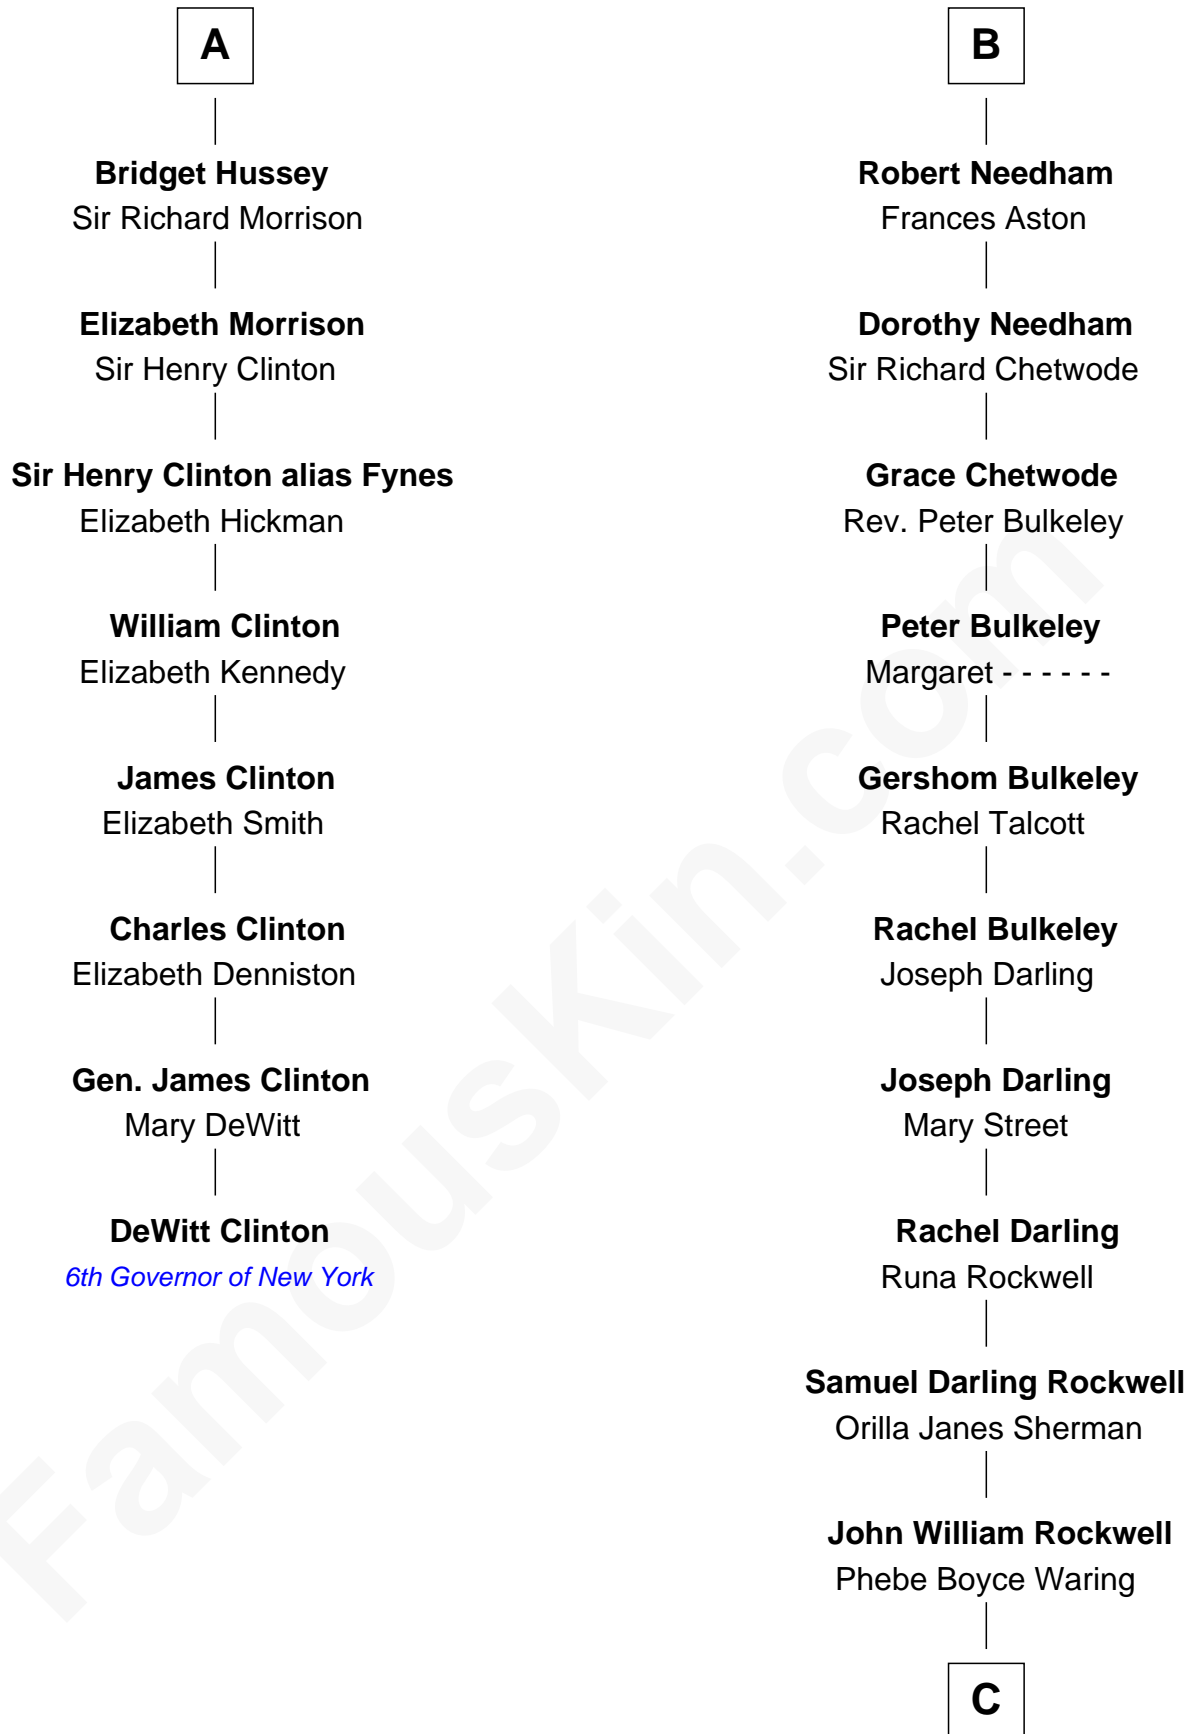 A
Bridget Hussey
Sir Richard Morrison
Elizabeth Morrison
Sir Henry Clinton
Sir Henry Clinton alias Fynes
Elizabeth Hickman
William Clinton
Elizabeth Kennedy
James Clinton
Elizabeth Smith
Charles Clinton
Elizabeth Denniston
Gen. James Clinton
Mary DeWitt
DeWitt Clinton
6th Governor of New York
B
Robert Needham
Frances Aston
Dorothy Needham
Sir Richard Chetwode
Grace Chetwode
Rev. Peter Bulkeley
Peter Bulkeley
Margaret - - - - - -
Gershom Bulkeley
Rachel Talcott
Rachel Bulkeley
Joseph Darling
Joseph Darling
Mary Street
Rachel Darling
Runa Rockwell
Samuel Darling Rockwell
Orilla Janes Sherman
John William Rockwell
Phebe Boyce Waring
C
FamousKin.com